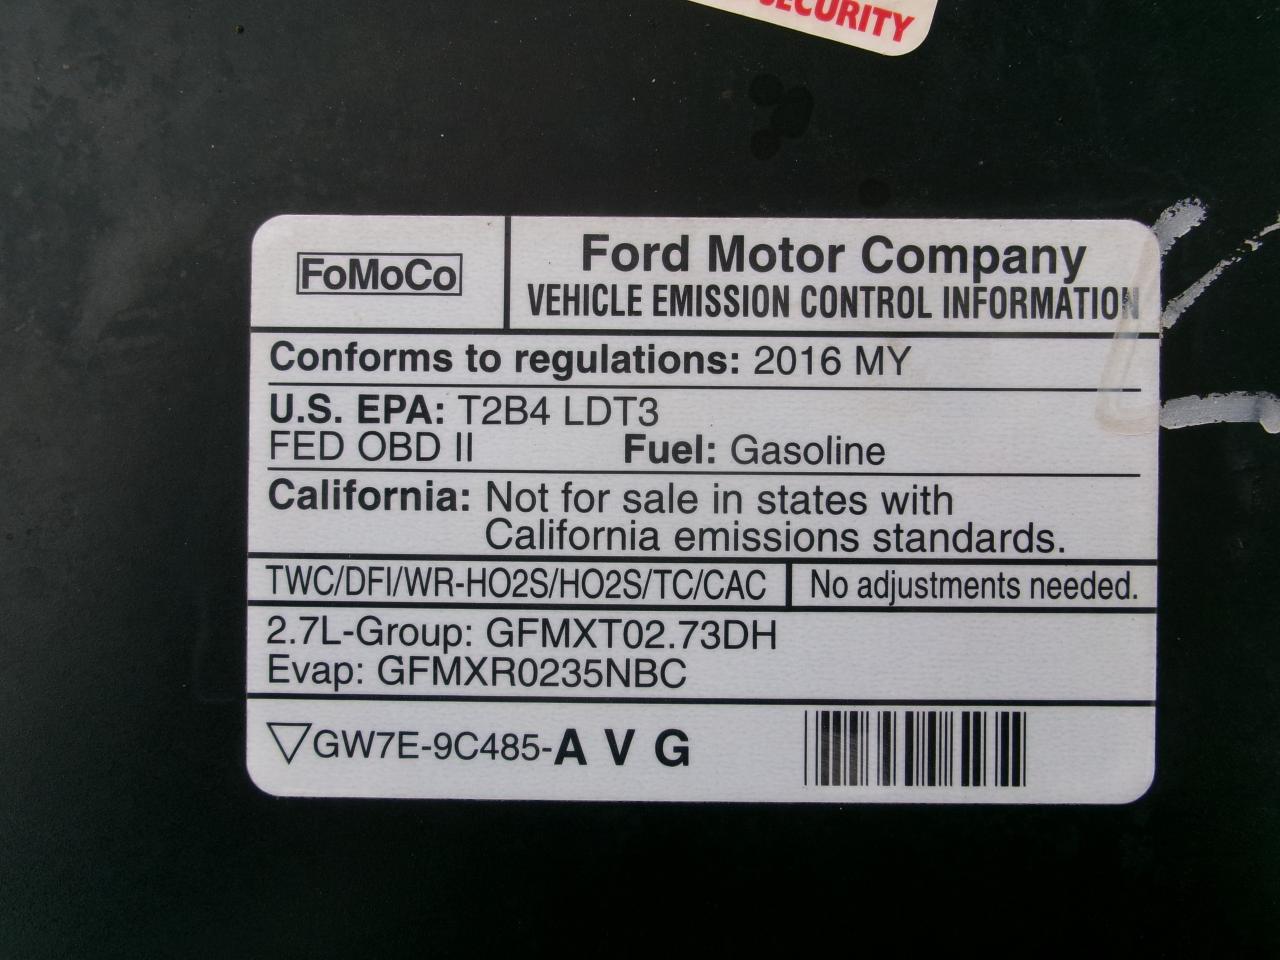 SECURITY
FoMoCo
Ford Motor Company
VEHICLE EMISSION CONTROL INFORMATION
Conforms to regulations: 2016 MY
U.S. EPA: T2B4 LDT3
FED OBD II Fuel: Gasoline
California: Not for sale in states with
California emissions standards.
TWC/DFI/WR-HO2S/HO2S/TC/CAC No adjustments needed.
2.7L-Group: GFMXT02.73DH
Evap: GFMXR0235NBC
▽GW7E-9C485-A V G